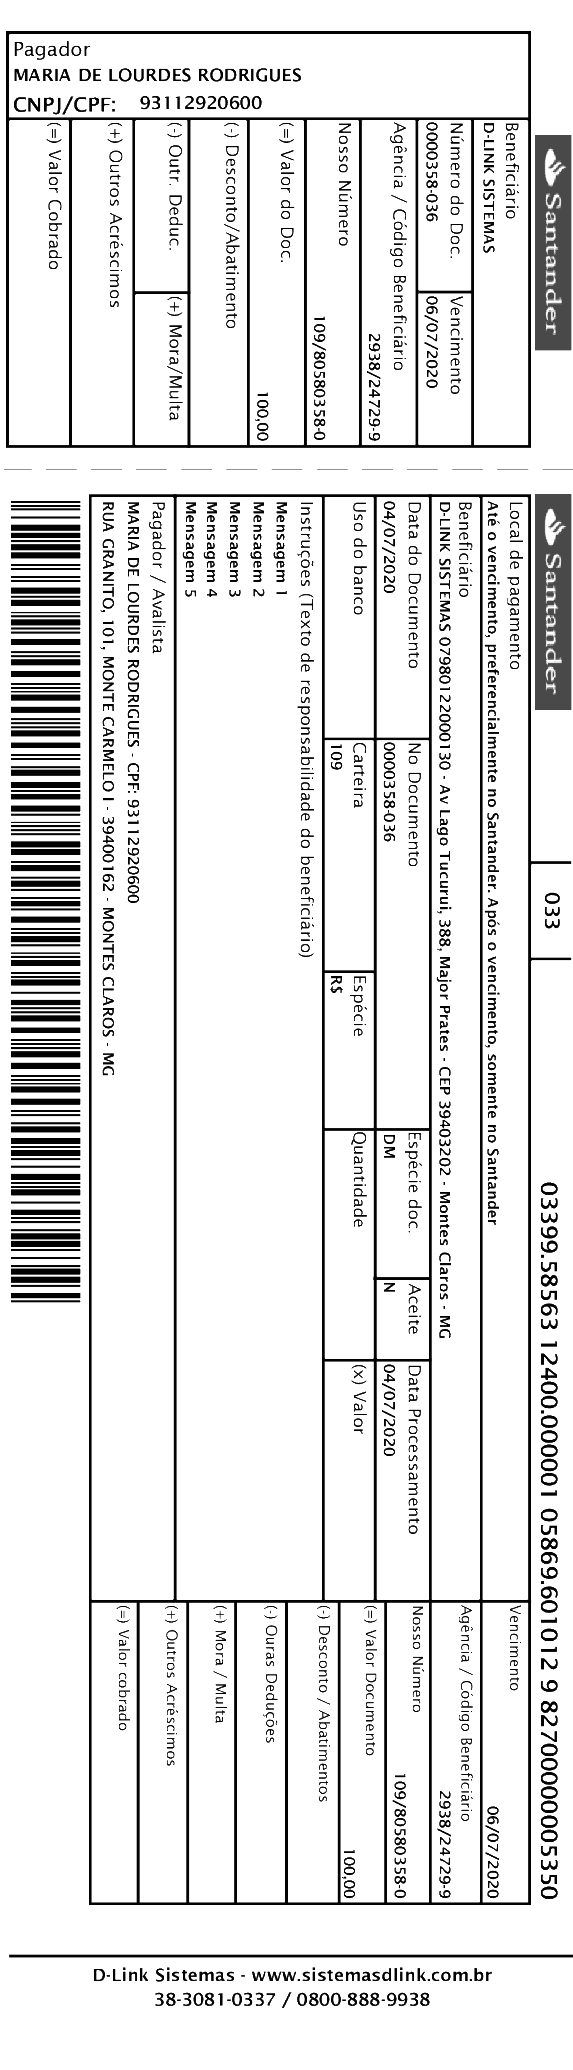 Pagador
MARIA DE LOURDES RODRIGUES
CNPJ/CPF: 93112920600
Santander
Beneficiário
D-LINK SISTEMAS
Número do Doc.
0000358-036
Vencimento
06/07/2020
Agência / Código Beneficiário
2938/24729-9
Nosso Número
109/80580358-0
(=) Valor do Doc.
100,00
(-) Desconto/Abatimento
(-) Outr. Deduc.
(+) Mora/Multa
(+) Outros Acréscimos
(=) Valor Cobrado
Santander
033
03399.58563 12400.000001 05869.601012 9 82700000005350
Local de pagamento
Até o vencimento, preferencialmente no Santander. Após o vencimento, somente no Santander
Vencimento
06/07/2020
Beneficiário
D-LINK SISTEMAS 07980122000130 - Av Lago Tucurui, 388, Major Prates - CEP 39403202 - Montes Claros - MG
Agência / Código Beneficiário
2938/24729-9
Data do Documento
04/07/2020
No Documento
0000358-036
Espécie doc.
DM
Aceite
N
Data Processamento
04/07/2020
Nosso Número
109/80580358-0
Uso do banco
Carteira
109
Espécie
R$
Quantidade
(x) Valor
(=) Valor Documento
100,00
Instruções (Texto de responsabilidade do beneficiário)
Mensagem 1
Mensagem 2
Mensagem 3
Mensagem 4
Mensagem 5
(-) Desconto / Abatimentos
(-) Ouras Deduções
(+) Mora / Multa
(+) Outros Acréscimos
(=) Valor cobrado
Pagador / Avalista
MARIA DE LOURDES RODRIGUES - CPF: 93112920600
RUA GRANITO, 101, MONTE CARMELO I - 39400162 - MONTES CLAROS - MG
D-Link Sistemas - www.sistemasdlink.com.br
38-3081-0337 / 0800-888-9938